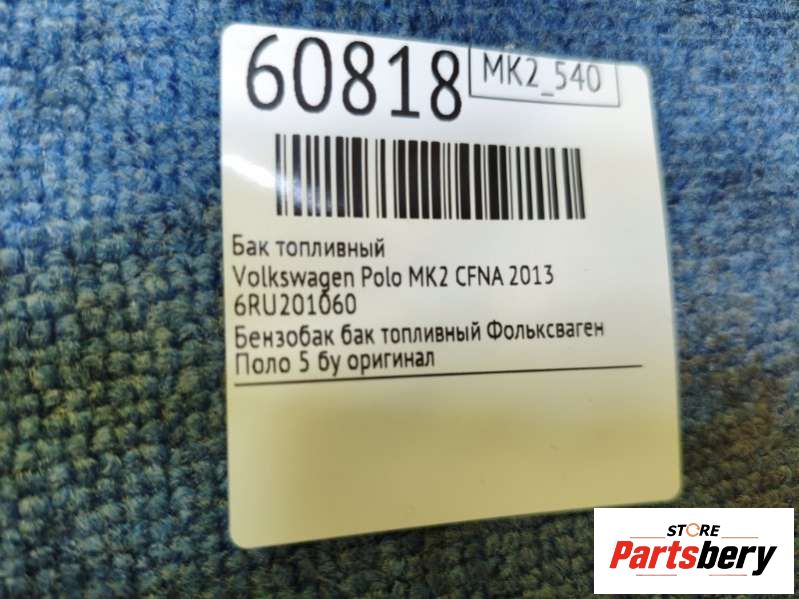 60818
MK2_540
Бак топливный
Volkswagen Polo MK2 CFNA 2013
6RU201060
Бензобак бак топливный Фольксваген
Поло 5 бу оригинал
STORE
Partsbery